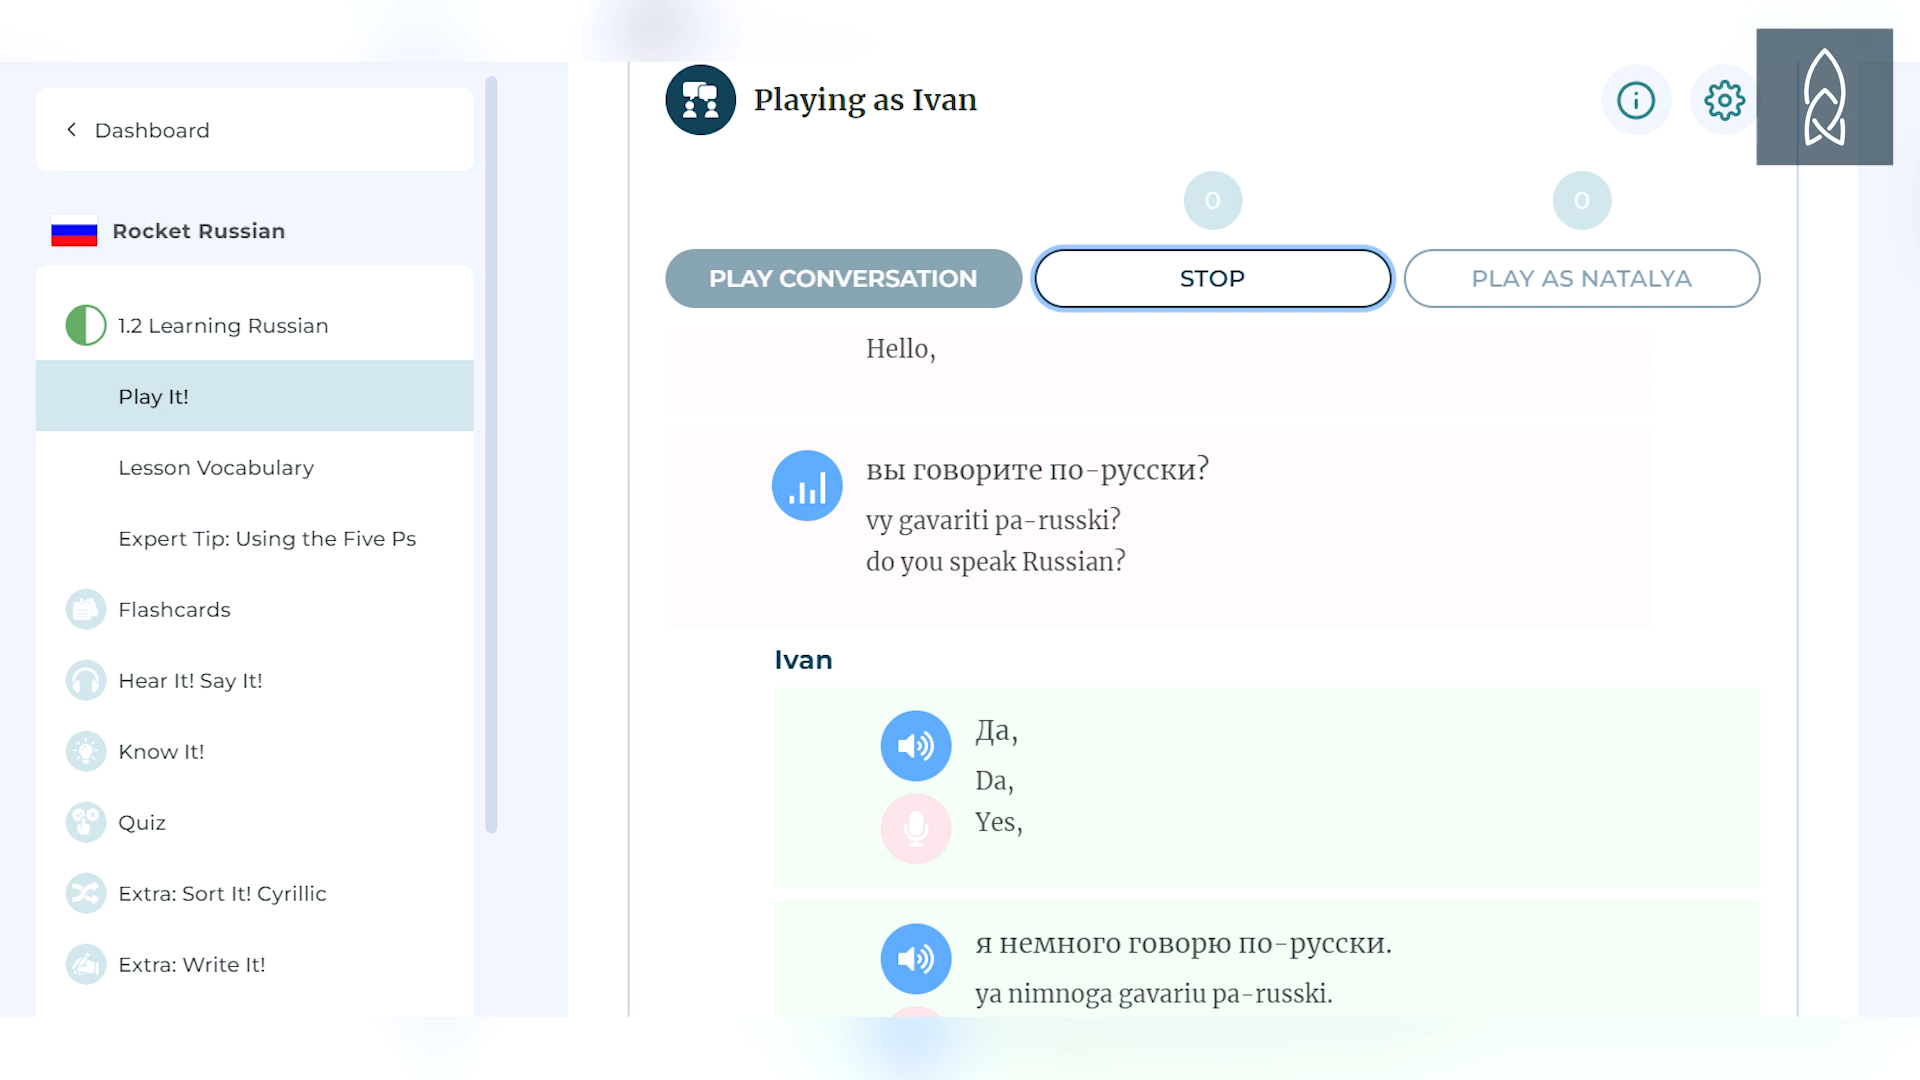 Dashboard
Rocket Russian
1.2 Learning Russian
Play It!
Lesson Vocabulary
Expert Tip: Using the Five Ps
Flashcards
Hear It! Say It!
Know It!
Quiz
Extra: Sort It! Cyrillic
Extra: Write It!
Playing as Ivan
0
0
PLAY CONVERSATION
STOP
PLAY AS NATALYA
Hello,
вы говорите по-русски?
vy gavariti pa-russki?
do you speak Russian?
Ivan
Да,
Da,
Yes,
я немного говорю по-русски.
ya nimnoga gavariu pa-russki.